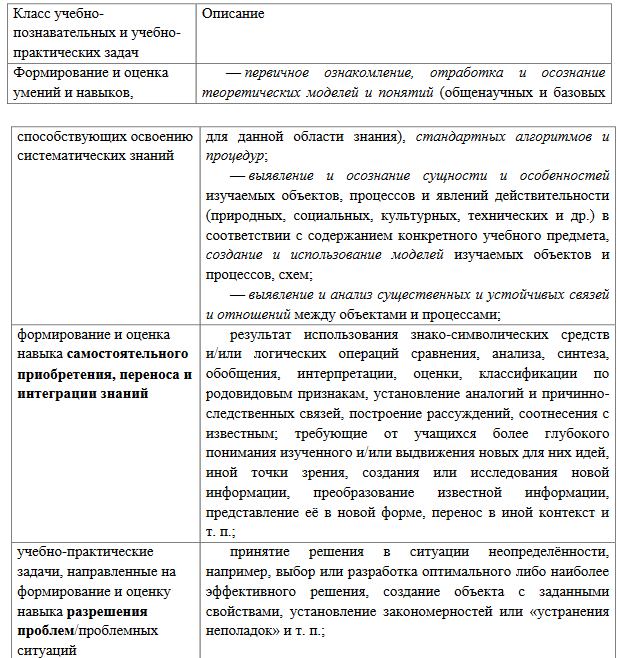 Класс учебно-
познавательных и учебно-
практических задач
Описание
Формирование и оценка
умений и навыков,
— первичное ознакомление, отработка и осознание
теоретических моделей и понятий (общенаучных и базовых
способствующих освоению
систематических знаний
для данной области знания), стандартных алгоритмов и
процедур;
— выявление и осознание сущности и особенностей
изучаемых объектов, процессов и явлений действительности
(природных, социальных, культурных, технических и др.) в
соответствии с содержанием конкретного учебного предмета,
создание и использование моделей изучаемых объектов и
процессов, схем;
— выявление и анализ существенных и устойчивых связей
и отношений между объектами и процессами;
формирование и оценка
навыка самостоятельного
приобретения, переноса и
интеграции знаний
результат использования знако-символических средств
и/или логических операций сравнения, анализа, синтеза,
обобщения, интерпретации, оценки, классификации по
родовидовым признакам, установление аналогий и причинно-
следственных связей, построение рассуждений, соотнесения с
известным; требующие от учащихся более глубокого
понимания изученного и/или выдвижения новых для них идей,
иной точки зрения, создания или исследования новой
информации, преобразование известной информации,
представление её в новой форме, перенос в иной контекст и
т. п.;
учебно-практические
задачи, направленные на
формирование и оценку
навыка разрешения
проблем/проблемных
ситуаций
принятие решения в ситуации неопределённости,
например, выбор или разработка оптимального либо наиболее
эффективного решения, создание объекта с заданными
свойствами, установление закономерностей или «устранения
неполадок» и т. п.;